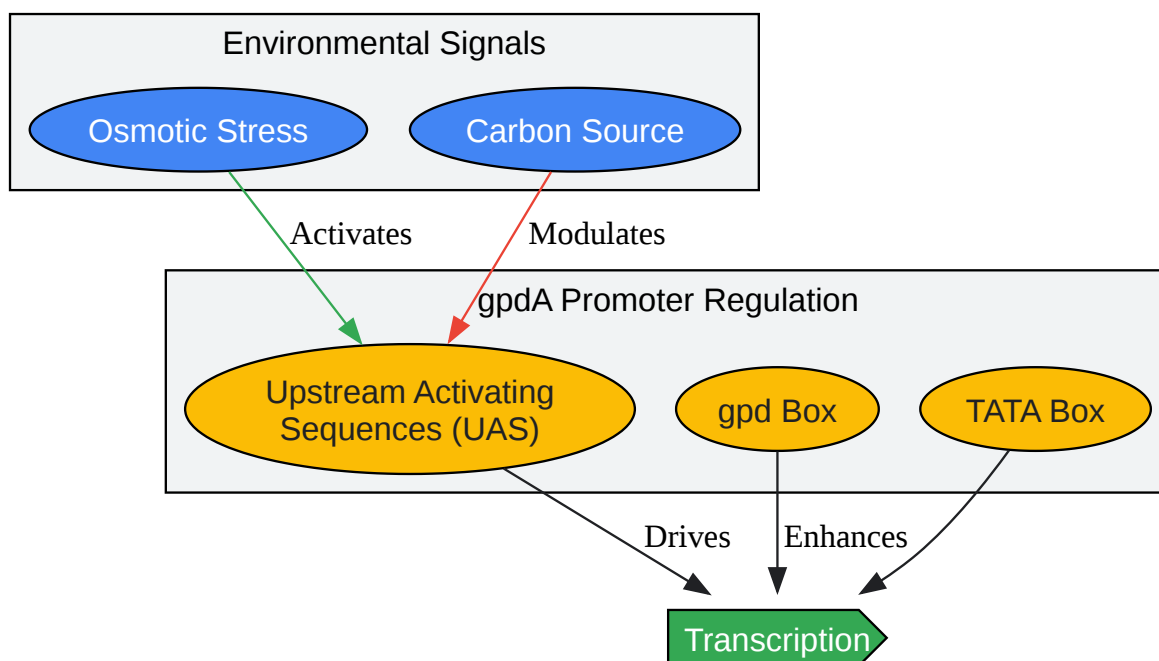 Environmental Signals
Osmotic Stress
Carbon Source
Activates
Modulates
gpdA Promoter Regulation
Upstream Activating
Sequences (UAS)
gpd Box
TATA Box
Drives
Enhances
Transcription